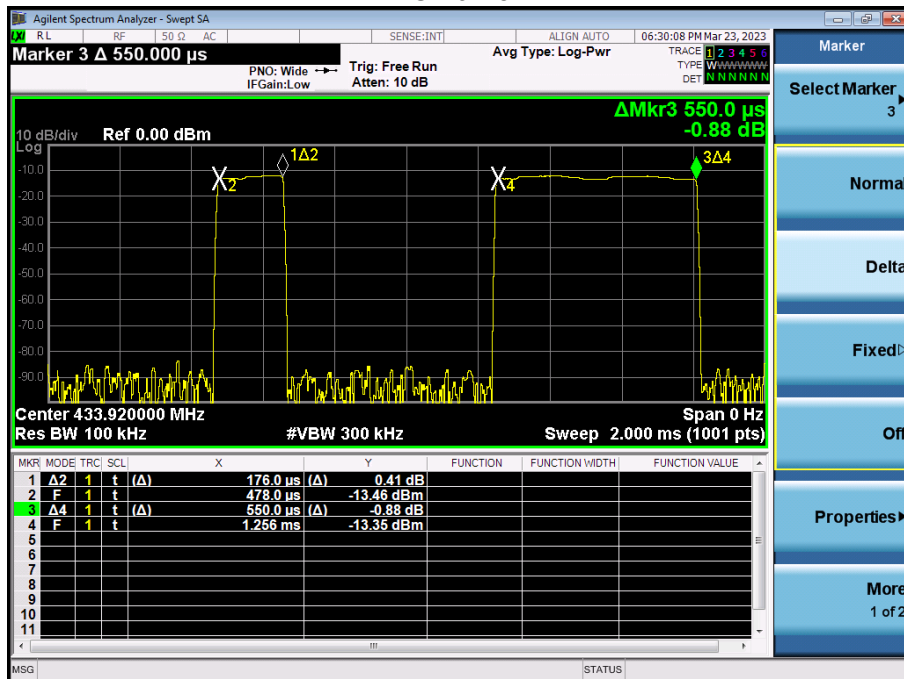 Agilent Spectrum Analyzer - Swept SA
LXI RL RF 50 Ω AC SENSE:INT ALIGN AUTO 06:30:08 PM Mar 23, 2023
Marker 3 Δ 550.000 µs
PNO: Wide
IFGain:Low
Trig: Free Run
Atten: 10 dB
Avg Type: Log-Pwr
TRACE 1 2 3 4 5 6
TYPE WWWWWW
DET N N N N N N
ΔMkr3 550.0 µs
-0.88 dB
10 dB/div Ref 0.00 dBm
Log
-10.0
-20.0
-30.0
-40.0
-50.0
-60.0
-70.0
-80.0
-90.0
X2
1Δ2
X4
3Δ4
Center 433.920000 MHz Span 0 Hz
Res BW 100 kHz #VBW 300 kHz Sweep 2.000 ms (1001 pts)
MKR MODE TRC SCL X Y FUNCTION FUNCTION WIDTH FUNCTION VALUE
1 Δ2 1 t (Δ) 176.0 µs (Δ) 0.41 dB
2 F 1 t 478.0 µs -13.46 dBm
3 Δ4 1 t (Δ) 550.0 µs (Δ) -0.88 dB
4 F 1 t 1.256 ms -13.35 dBm
5
6
7
8
9
10
11
MSG STATUS
Marker
Select Marker
3
Normal
Delta
Fixed
Off
Properties
More
1 of 2